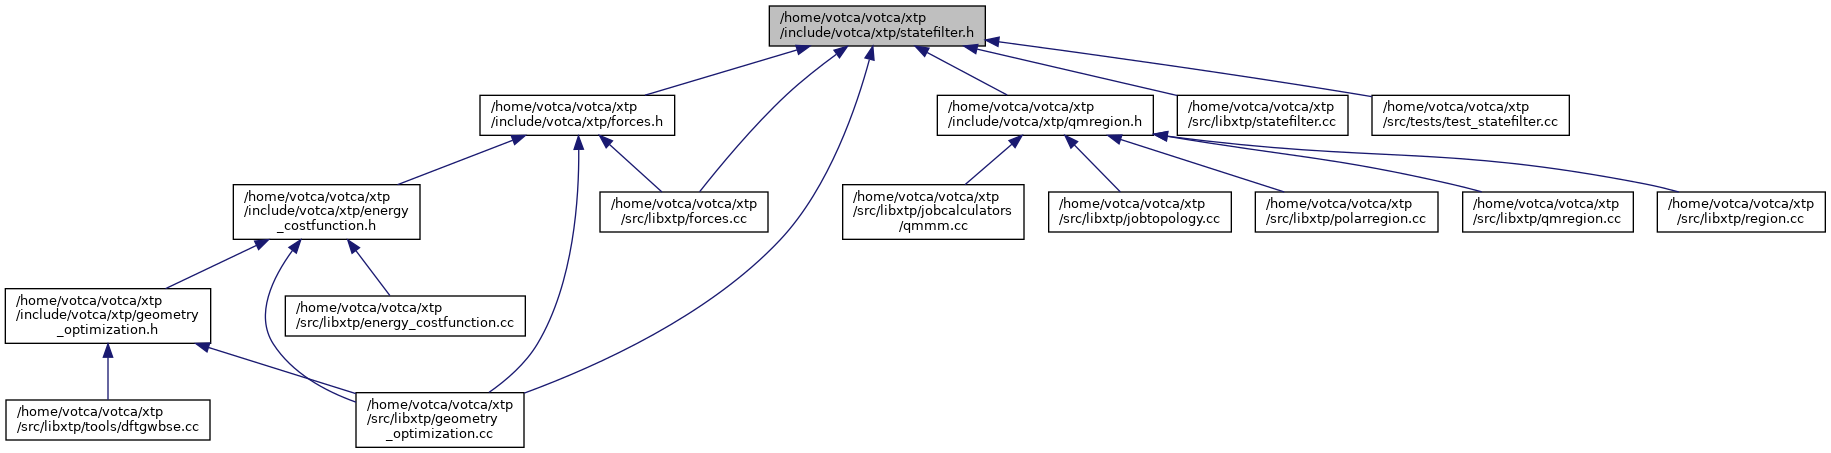 /home/votca/votca/xtp
/include/votca/xtp/statefilter.h
/home/votca/votca/xtp
/include/votca/xtp/forces.h
/home/votca/votca/xtp
/include/votca/xtp/qmregion.h
/home/votca/votca/xtp
/src/libxtp/statefilter.cc
/home/votca/votca/xtp
/src/tests/test_statefilter.cc
/home/votca/votca/xtp
/include/votca/xtp/energy
_costfunction.h
/home/votca/votca/xtp
/src/libxtp/forces.cc
/home/votca/votca/xtp
/src/libxtp/jobcalculators
/qmmm.cc
/home/votca/votca/xtp
/src/libxtp/jobtopology.cc
/home/votca/votca/xtp
/src/libxtp/polarregion.cc
/home/votca/votca/xtp
/src/libxtp/qmregion.cc
/home/votca/votca/xtp
/src/libxtp/region.cc
/home/votca/votca/xtp
/include/votca/xtp/geometry
_optimization.h
/home/votca/votca/xtp
/src/libxtp/energy_costfunction.cc
/home/votca/votca/xtp
/src/libxtp/tools/dftgwbse.cc
/home/votca/votca/xtp
/src/libxtp/geometry
_optimization.cc